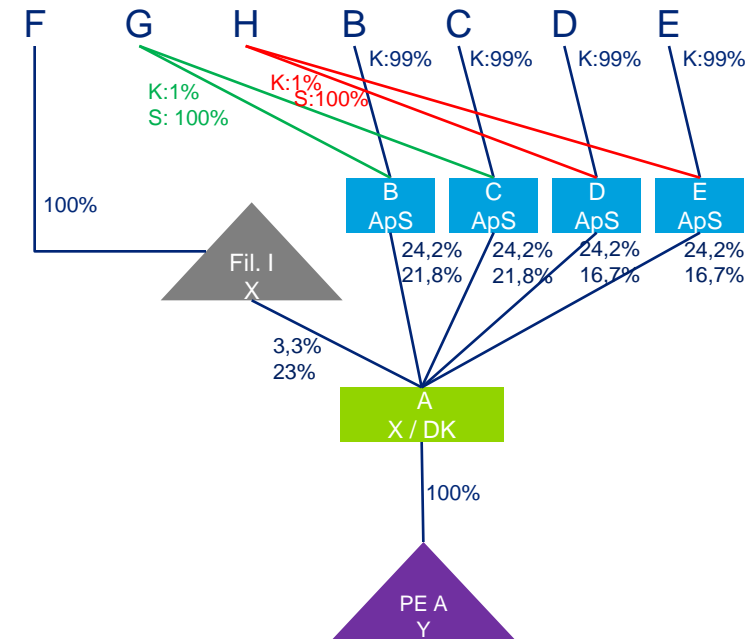 F G H B C D E
K:99% K:99% K:99% K:99%
K:1%
S:100%
K:1%
S: 100%
B
ApS
C
ApS
D
ApS
E
ApS
100%
24,2%
21,8%
24,2%
21,8%
24,2%
16,7%
24,2%
16,7%
Fil. I
X
3,3%
23%
A
X / DK
100%
PE A
Y